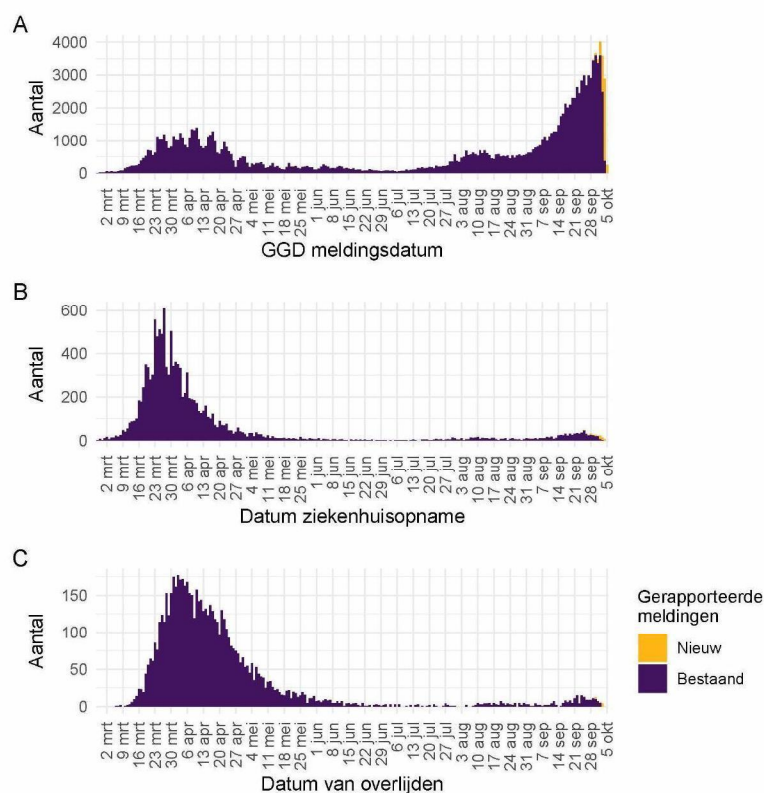 A
4000
3000
2000
1000
0
Aantal
2 mrt
9 mrt
16 mrt
23 mrt
30 mrt
6 apr
13 apr
20 apr
27 apr
4 mei
11 mei
18 mei
25 mei
1 jun
8 jun
15 jun
22 jun
29 jun
6 jul
13 jul
20 jul
27 jul
3 aug
10 aug
17 aug
24 aug
31 aug
7 sep
14 sep
21 sep
28 sep
5 okt
GGD meldingsdatum
B
600
400
200
0
Aantal
2 mrt
9 mrt
16 mrt
23 mrt
30 mrt
6 apr
13 apr
20 apr
27 apr
4 mei
11 mei
18 mei
25 mei
1 jun
8 jun
15 jun
22 jun
29 jun
6 jul
13 jul
20 jul
27 jul
3 aug
10 aug
17 aug
24 aug
31 aug
7 sep
14 sep
21 sep
28 sep
5 okt
Datum ziekenhuisopname
C
150
100
50
0
Aantal
2 mrt
9 mrt
16 mrt
23 mrt
30 mrt
6 apr
13 apr
20 apr
27 apr
4 mei
11 mei
18 mei
25 mei
1 jun
8 jun
15 jun
22 jun
29 jun
6 jul
13 jul
20 jul
27 jul
3 aug
10 aug
17 aug
24 aug
31 aug
7 sep
14 sep
21 sep
28 sep
5 okt
Datum van overlijden
Gerapporteerde
meldingen
Nieuw
Bestaand